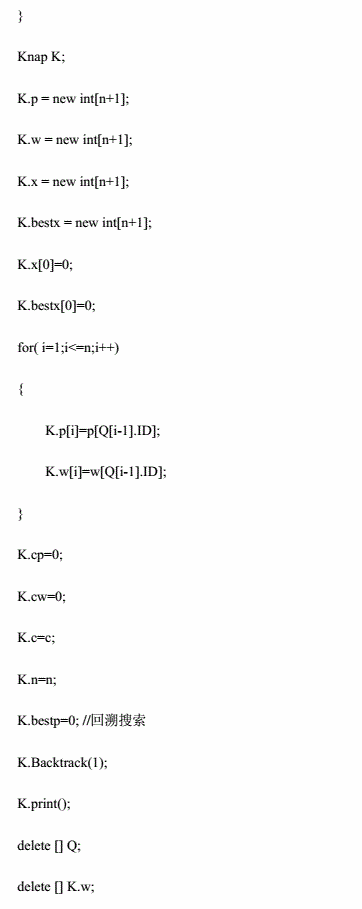 }
Knap K;
K.p = new int[n+1];
K.w = new int[n+1];
K.x = new int[n+1];
K.bestx = new int[n+1];
K.x[0]=0;
K.bestx[0]=0;
for( i=1;i<=n;i++)
{
K.p[i]=p[Q[i-1].ID];
K.w[i]=w[Q[i-1].ID];
}
K.cp=0;
K.cw=0;
K.c=c;
K.n=n;
K.bestp=0; //回溯搜索
K.Backtrack(1);
K.print();
delete [] Q;
delete [] K.w;